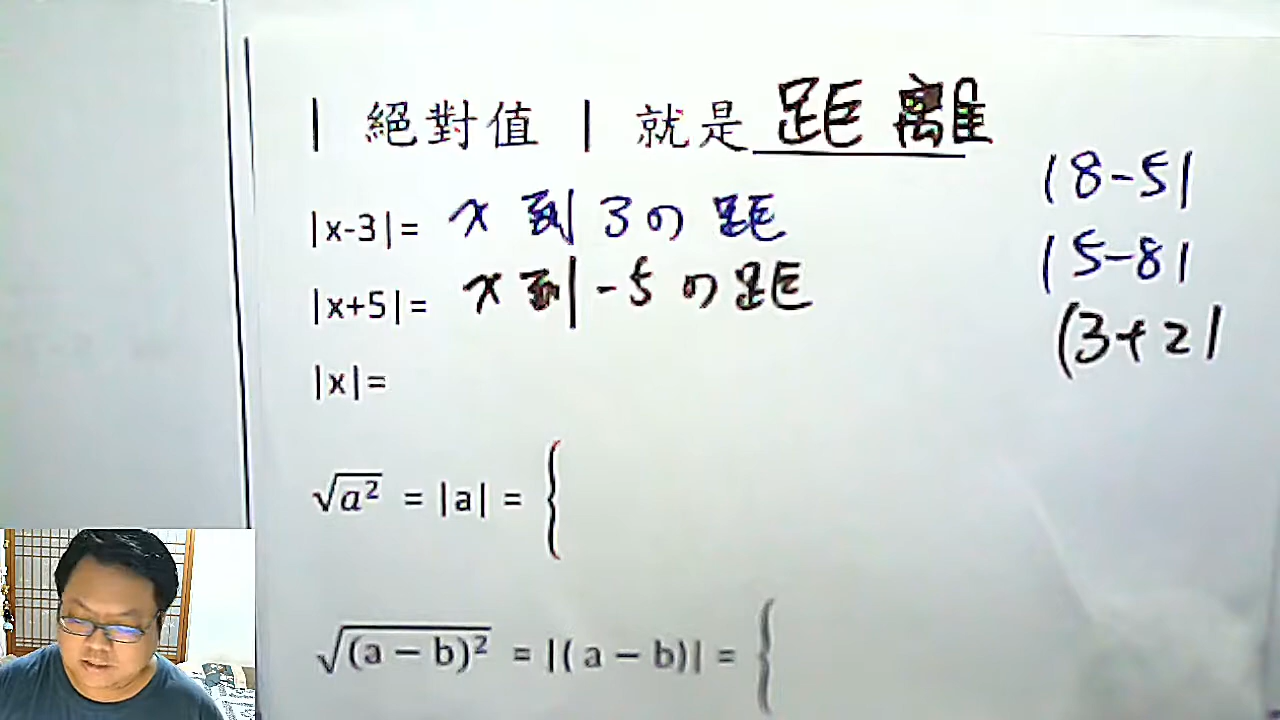 | 絕對值 | 就是距離
|x-3|= x 到 3 の 距
|x+5|= x 到 -5 の 距
|x|=
√a² = |a| = {
√(a − b)² = |( a − b)| = {
|8-5|
|5-8|
|3+2|